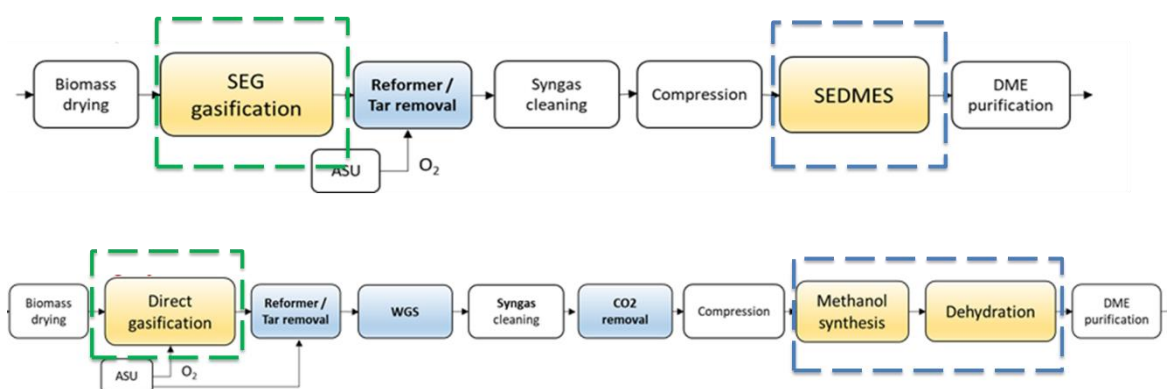 Biomass
drying
SEG
gasification
Reformer /
Tar removal
Syngas
cleaning
Compression
SEDMES
DME
purification
ASU
O2
Biomass
drying
Direct
gasification
Reformer /
Tar removal
WGS
Syngas
cleaning
CO2
removal
Compression
Methanol
synthesis
Dehydration
DME
purification
ASU
O2